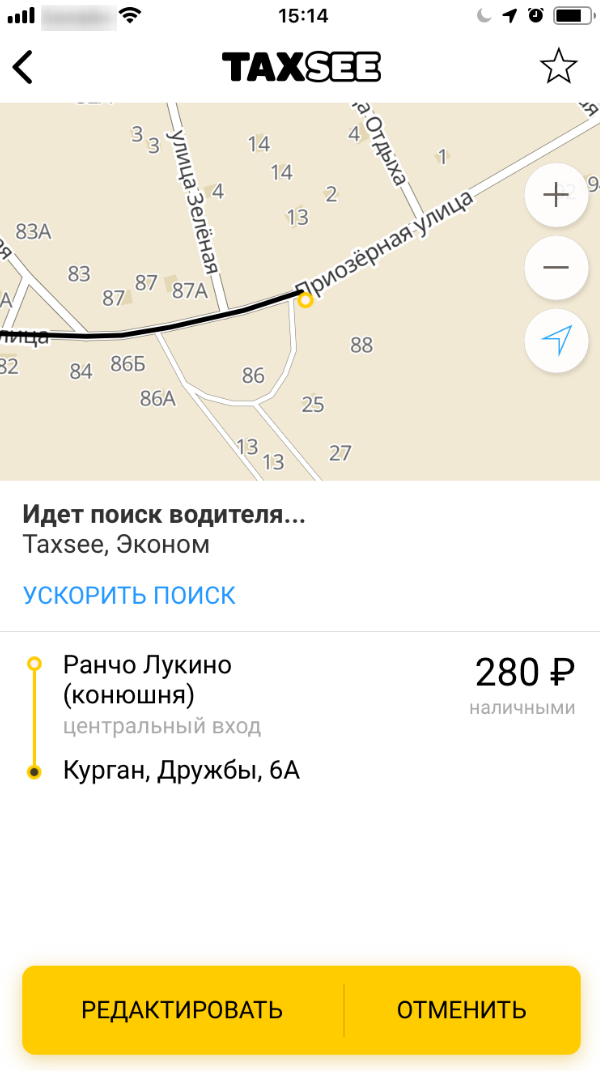 15:14
TAXSEE
3
3
улица Зелёная
14
14
4
2
13
4
а Отдыха
1
Приозёрная улица
83А
83
87
87
87А
лица
82
84
86Б
86А
86
88
25
13
13
27
Идет поиск водителя...
Taxsee, Эконом
УСКОРИТЬ ПОИСК
Ранчо Лукино
(конюшня)
280 ₽
центральный вход
наличными
Курган, Дружбы, 6А
РЕДАКТИРОВАТЬ
ОТМЕНИТЬ